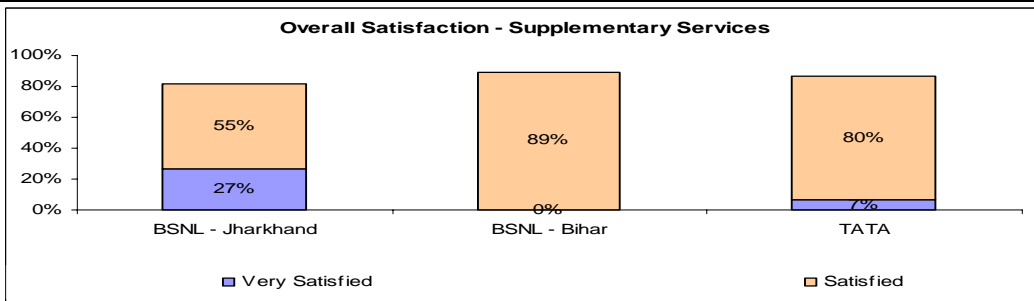 Overall Satisfaction - Supplementary Services
100%
80%
60%
40%
20%
0%
55%
27%
89%
0%
80%
7%
BSNL - Jharkhand
BSNL - Bihar
TATA
Very Satisfied
Satisfied